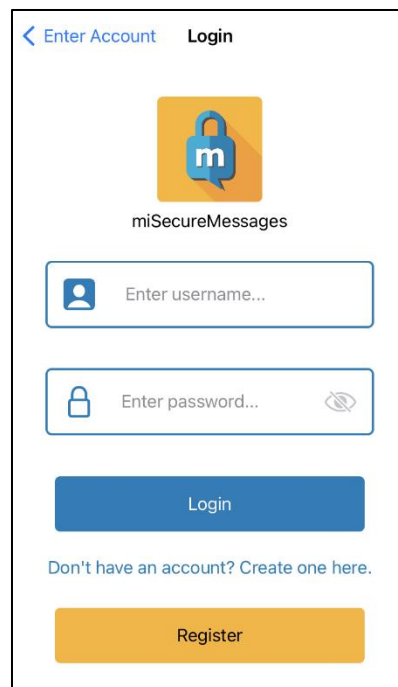 Enter Account Login
m
miSecureMessages
Enter username...
Enter password...
Login
Don't have an account? Create one here.
Register